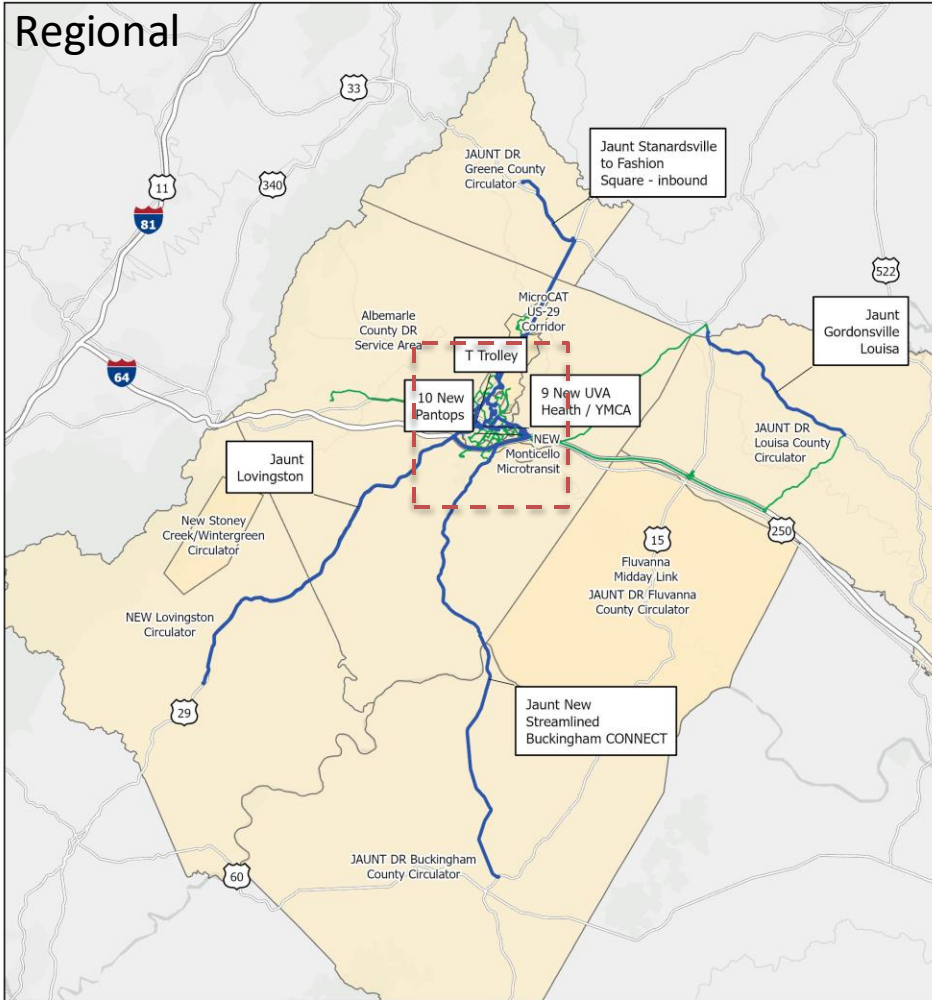 Regional
33
JAUNT DR
Greene County
Circulator
Jaunt Stanardsville
to Fashion
Square - inbound
11
340
81
522
MicroCAT
US-29
Corridor
Jaunt
Gordonsville
Louisa
Albemarle
County DR
Service Area
T Trolley
64
10 New
Pantops
9 New UVA
Health / YMCA
JAUNT DR
Louisa County
Circulator
NEW
Monticello
Microtransit
Jaunt
Lovingston
New Stoney
Creek/Wintergreen
Circulator
250
15
Fluvanna
Midday Link
JAUNT DR Fluvanna
County Circulator
NEW Lovingston
Circulator
29
Jaunt New
Streamlined
Buckingham CONNECT
JAUNT DR Buckingham
County Circulator
60